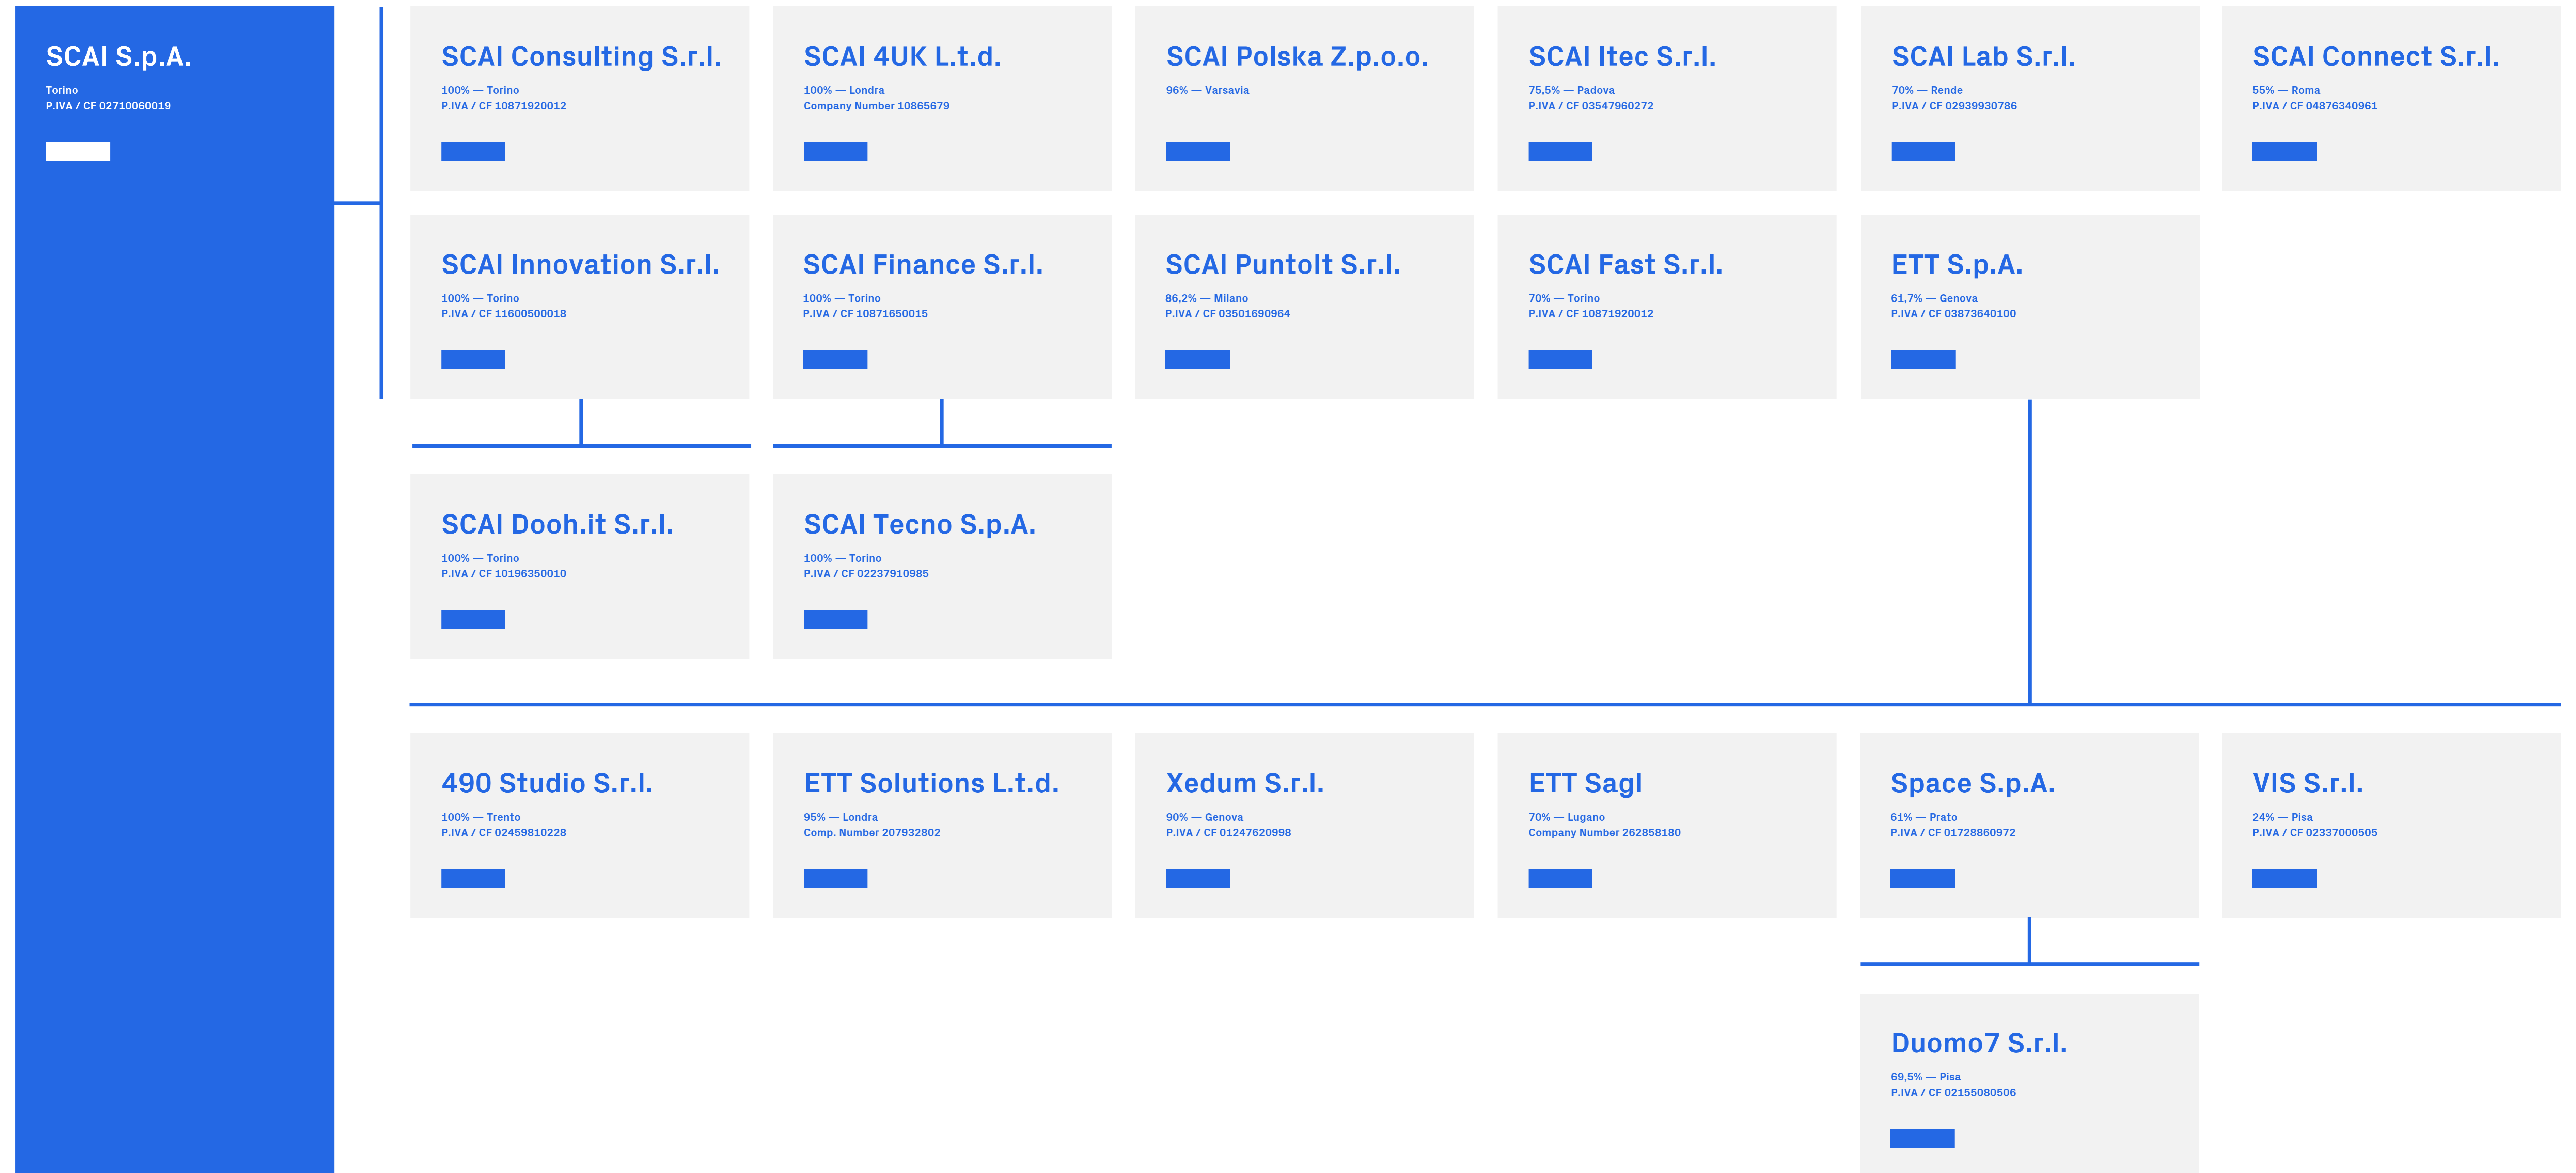 SCAI S.p.A.
Torino
P.IVA / CF 02710060019
SCAI Consulting S.r.l.
100% — Torino
P.IVA / CF 10871920012
SCAI 4UK L.t.d.
100% — Londra
Company Number 10865679
SCAI Polska Z.p.o.o.
96% — Varsavia
SCAI Itec S.r.l.
75,5% — Padova
P.IVA / CF 03547960272
SCAI Lab S.r.l.
70% — Rende
P.IVA / CF 02939930786
SCAI Connect S.r.l.
55% — Roma
P.IVA / CF 04876340961
SCAI Innovation S.r.l.
100% — Torino
P.IVA / CF 11600500018
SCAI Finance S.r.l.
100% — Torino
P.IVA / CF 10871650015
SCAI PuntoIt S.r.l.
86,2% — Milano
P.IVA / CF 03501690964
SCAI Fast S.r.l.
70% — Torino
P.IVA / CF 10871920012
ETT S.p.A.
61,7% — Genova
P.IVA / CF 03873640100
SCAI Dooh.it S.r.l.
100% — Torino
P.IVA / CF 10196350010
SCAI Tecno S.p.A.
100% — Torino
P.IVA / CF 02237910985
490 Studio S.r.l.
100% — Trento
P.IVA / CF 02459810228
ETT Solutions L.t.d.
95% — Londra
Comp. Number 207932802
Xedum S.r.l.
90% — Genova
P.IVA / CF 01247620998
ETT Sagl
70% — Lugano
Company Number 262858180
Space S.p.A.
61% — Prato
P.IVA / CF 01728860972
VIS S.r.l.
24% — Pisa
P.IVA / CF 02337000505
Duomo7 S.r.l.
69,5% — Pisa
P.IVA / CF 02155080506